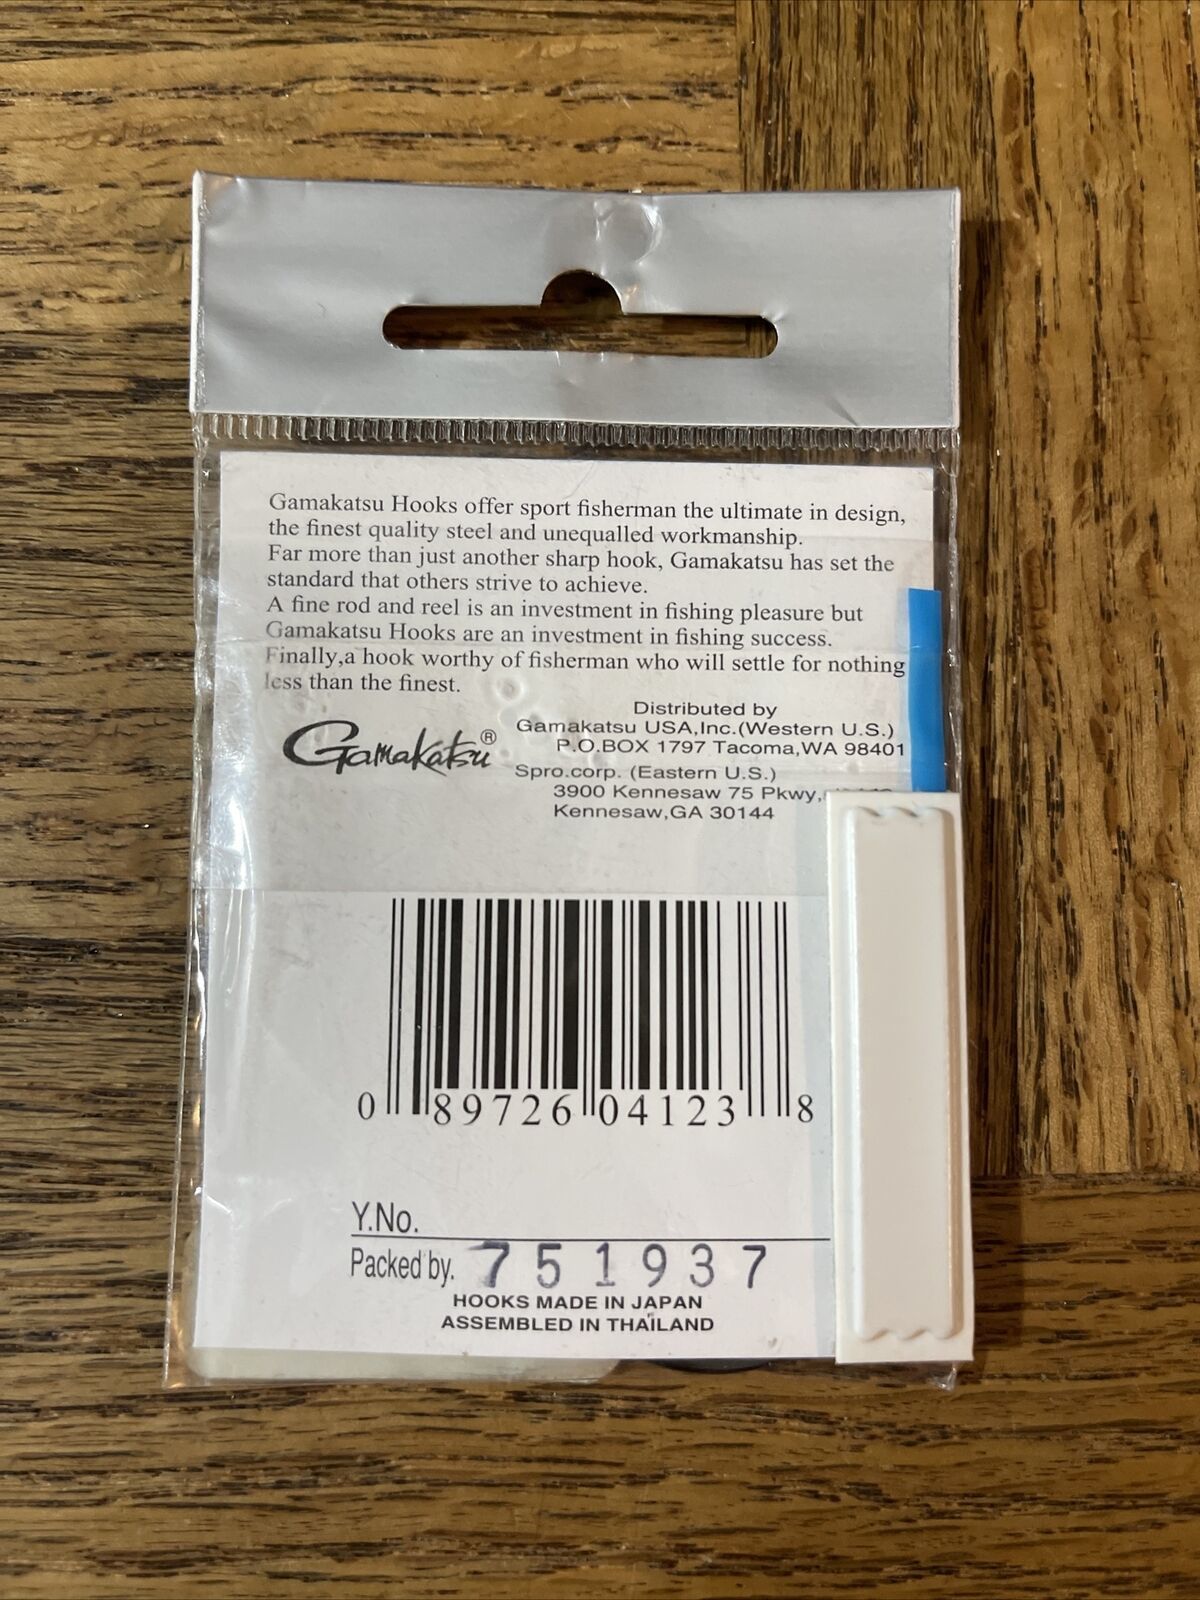 Gamakatsu Hooks offer sport fisherman the ultimate in design,
the finest quality steel and unequalled workmanship.
Far more than just another sharp hook, Gamakatsu has set the
standard that others strive to achieve.
A fine rod and reel is an investment in fishing pleasure but
Gamakatsu Hooks are an investment in fishing success.
Finally,a hook worthy of fisherman who will settle for nothing
less than the finest.
Gamakatsu®
Distributed by
Gamakatsu USA,Inc.(Western U.S.)
P.O.BOX 1797 Tacoma,WA 98401
Spro.corp. (Eastern U.S.)
3900 Kennesaw 75 Pkwy,
Kennesaw,GA 30144
0 89726 04123 8
Y.No.
Packed by. 751937
HOOKS MADE IN JAPAN
ASSEMBLED IN THAILAND